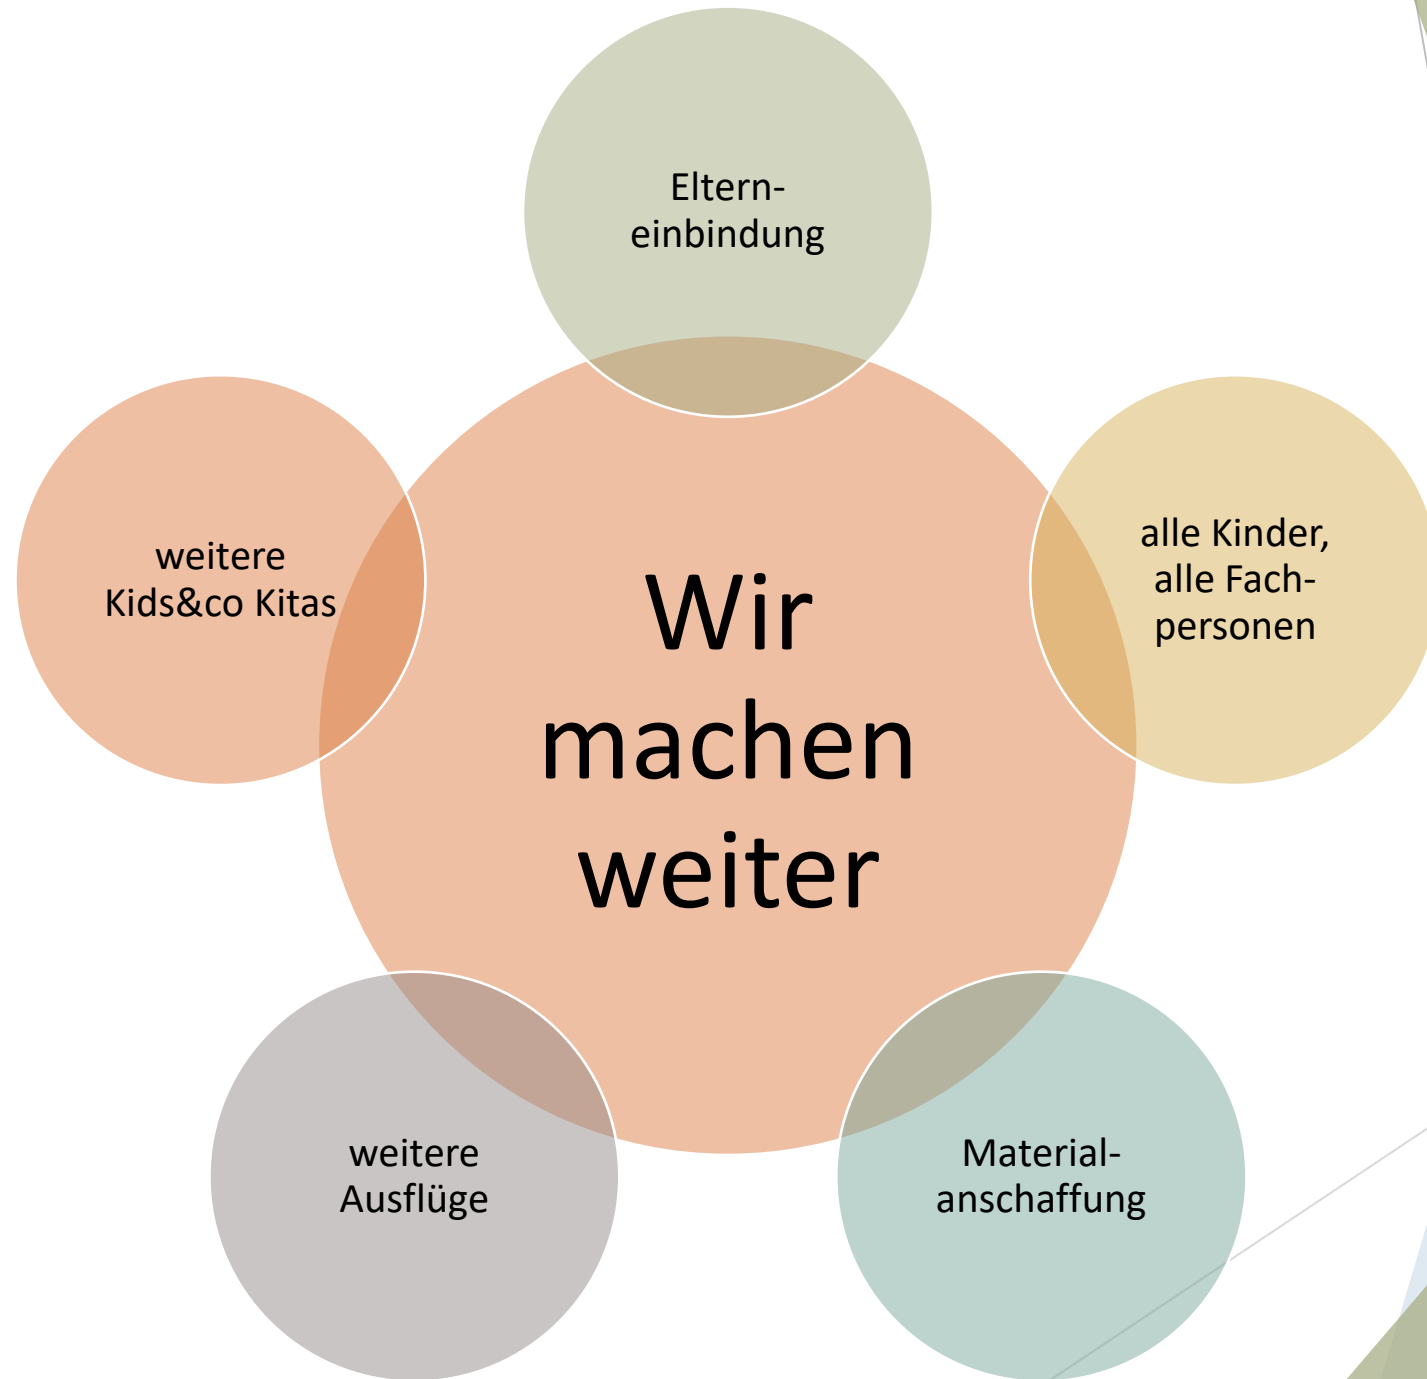 Eltern-
einbindung
alle Kinder,
alle Fach-
personen
Material-
anschaffung
weitere
Ausflüge
weitere
Kids&co Kitas
Wir
machen
weiter